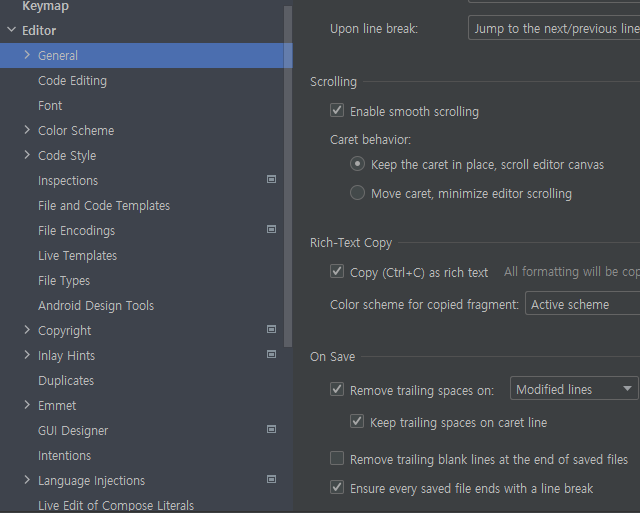 Keymap
Editor
General
Code Editing
Font
Color Scheme
Code Style
Inspections
File and Code Templates
File Encodings
Live Templates
File Types
Android Design Tools
Copyright
Inlay Hints
Duplicates
Emmet
GUI Designer
Intentions
Language Injections
Live Edit of Compose Literals
Upon line break: Jump to the next/previous line
Scrolling
Enable smooth scrolling
Caret behavior:
Keep the caret in place, scroll editor canvas
Move caret, minimize editor scrolling
Rich-Text Copy
Copy (Ctrl+C) as rich text All formatting will be cop
Color scheme for copied fragment: Active scheme
On Save
Remove trailing spaces on: Modified lines
Keep trailing spaces on caret line
Remove trailing blank lines at the end of saved files
Ensure every saved file ends with a line break